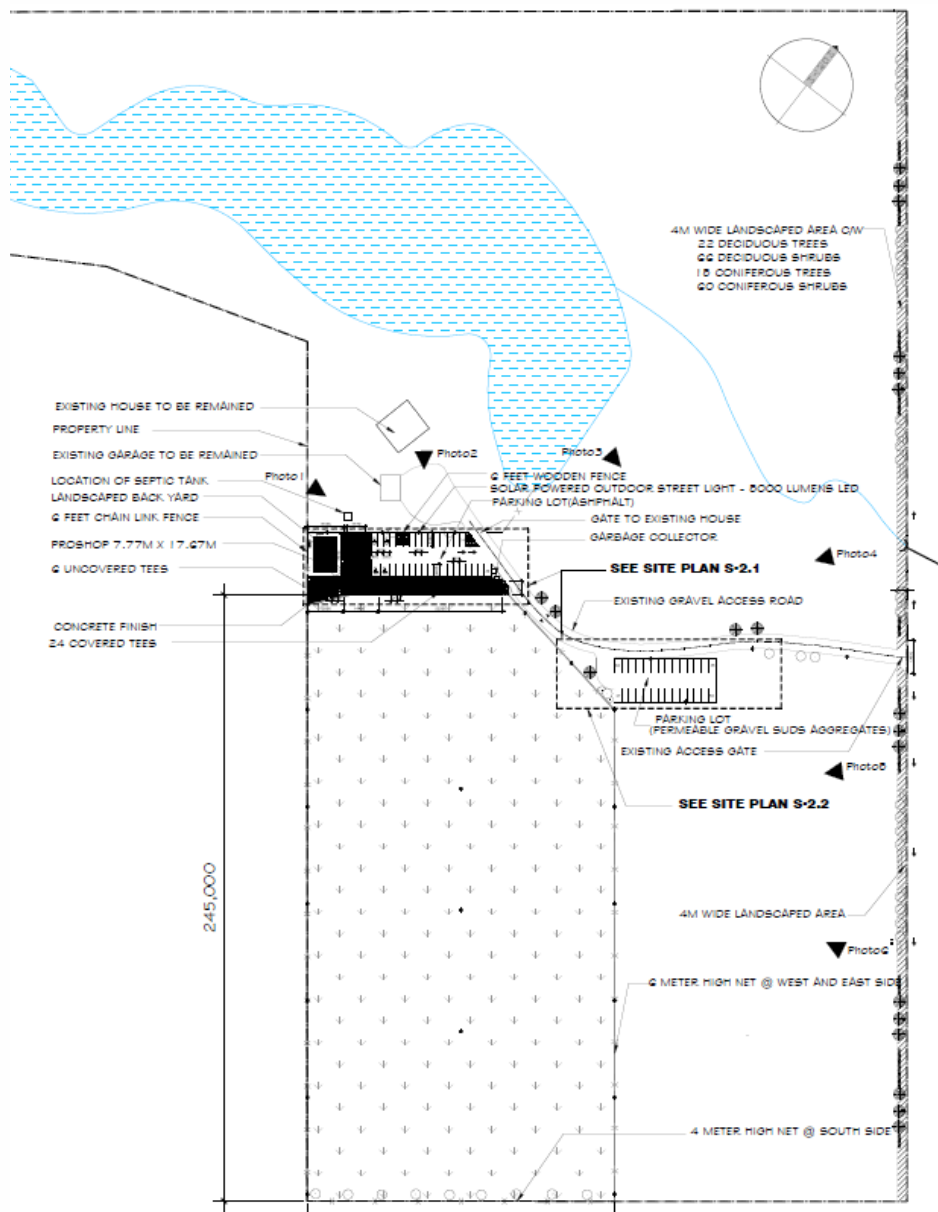 4M WIDE LANDSCAPED AREA C/W
22 DECIDUOUS TREES
66 DECIDUOUS SHRUBS
18 CONIFEROUS TREES
60 CONIFEROUS SHRUBS
EXISTING HOUSE TO BE REMAINED
PROPERTY LINE
EXISTING GARAGE TO BE REMAINED
LOCATION OF SEPTIC TANK
LANDSCAPED BACK YARD
6 FEET CHAIN LINK FENCE
PROSHOP 7.77M X 17.67M
6 UNCOVERED TEES
CONCRETE FINISH
24 COVERED TEES
Photo1
Photo2
Photo3
6 FEET WOODEN FENCE
SOLAR POWERED OUTDOOR STREET LIGHT - 8000 LUMENS LED
PARKING LOT(ASHPHALT)
GATE TO EXISTING HOUSE
GARBAGE COLLECTOR
Photo4
SEE SITE PLAN S-2.1
EXISTING GRAVEL ACCESS ROAD
PARKING LOT
(PERMEABLE GRAVEL SUDS AGGREGATES)
EXISTING ACCESS GATE
Photo5
SEE SITE PLAN S-2.2
245,000
4M WIDE LANDSCAPED AREA
Photo6
6 METER HIGH NET @ WEST AND EAST SIDE
4 METER HIGH NET @ SOUTH SIDE